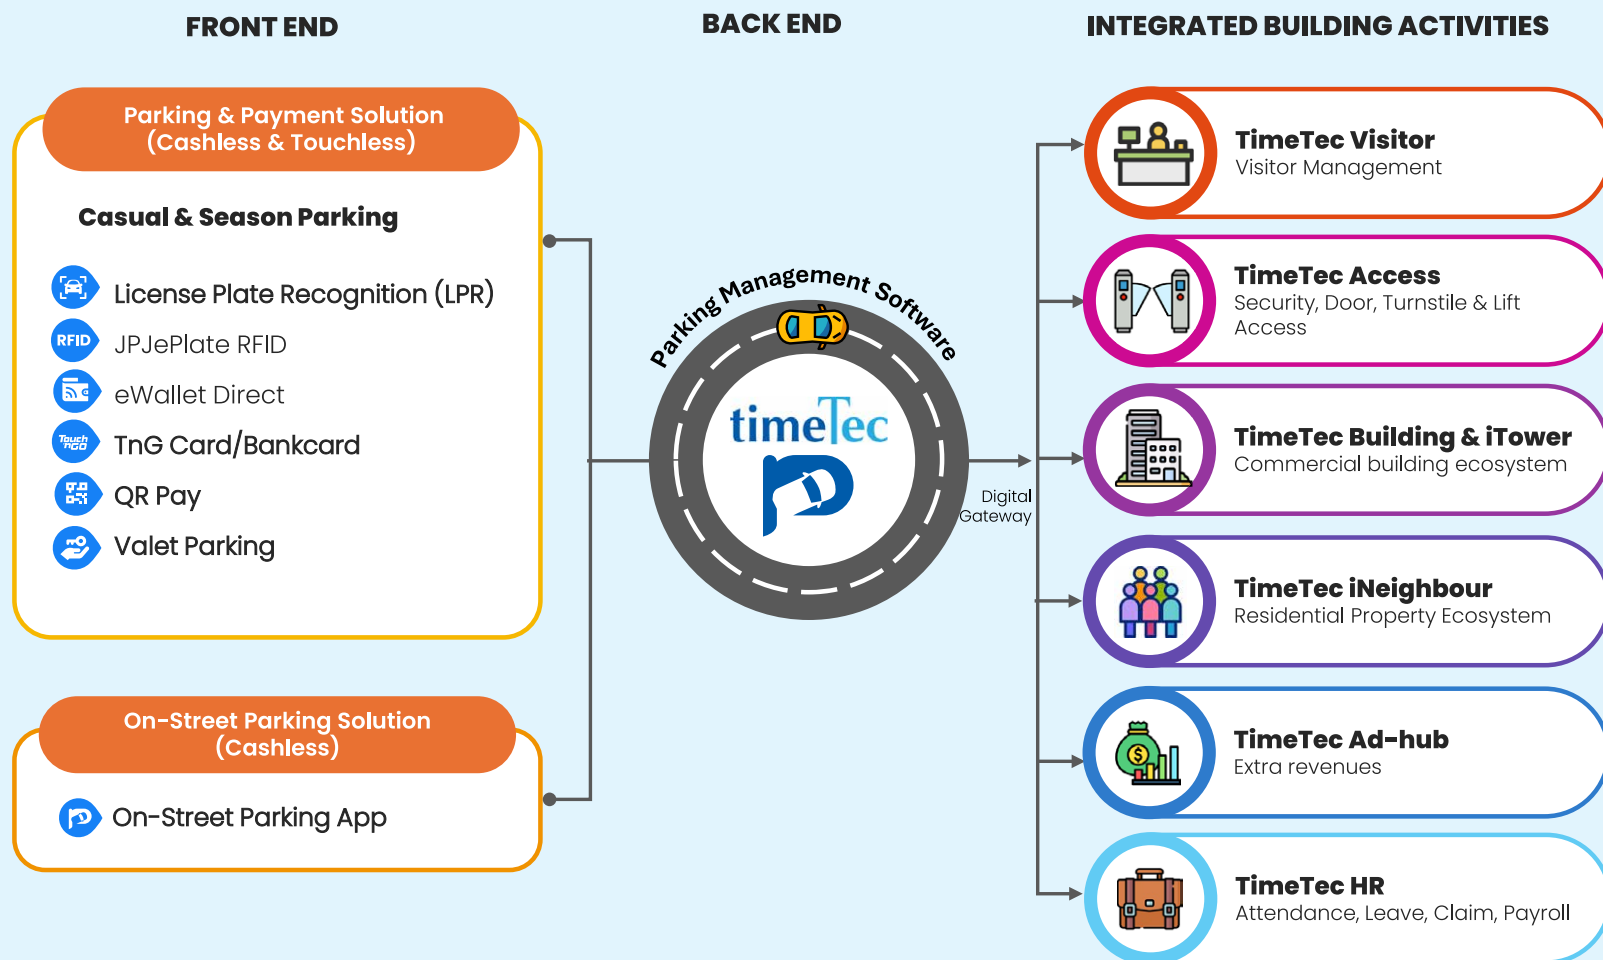 FRONT END
BACK END
INTEGRATED BUILDING ACTIVITIES
Parking & Payment Solution
(Cashless & Touchless)
Casual & Season Parking
License Plate Recognition (LPR)
RFID
JPJePlate RFID
eWallet Direct
Touch
nGO
TnG Card/Bankcard
QR Pay
Valet Parking
On-Street Parking Solution
(Cashless)
On-Street Parking App
Parking Management Software
timeTec
Digital
Gateway
TimeTec Visitor
Visitor Management
TimeTec Access
Security, Door, Turnstile & Lift
Access
TimeTec Building & iTower
Commercial building ecosystem
TimeTec iNeighbour
Residential Property Ecosystem
TimeTec Ad-hub
Extra revenues
TimeTec HR
Attendance, Leave, Claim, Payroll